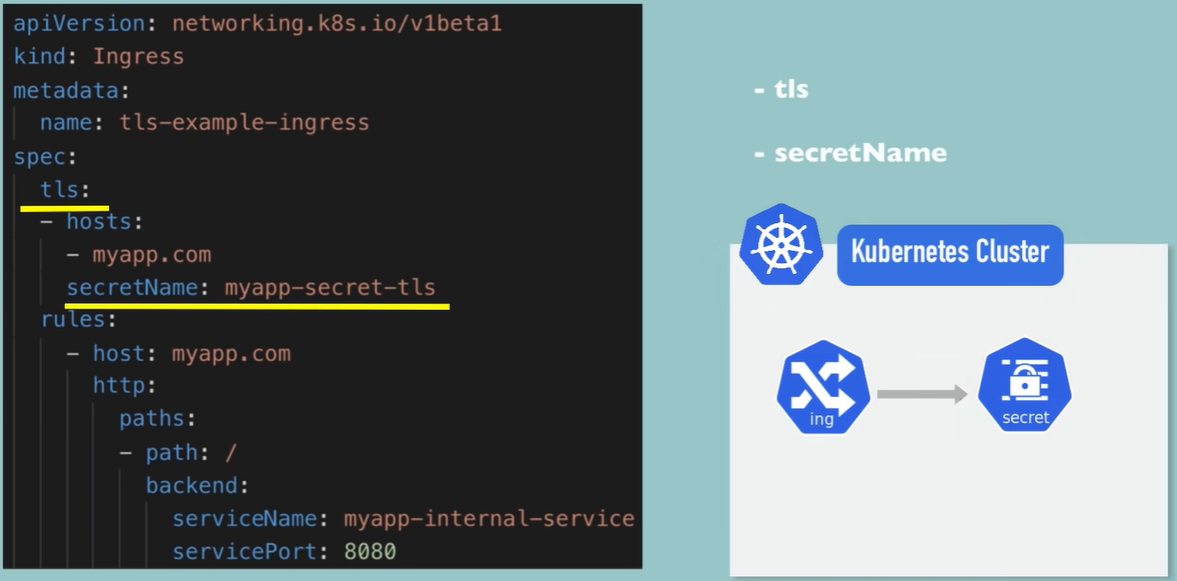 apiVersion: networking.k8s.io/v1beta1
kind: Ingress
metadata:
  name: tls-example-ingress
spec:
  tls:
  - hosts:
    - myapp.com
    secretName: myapp-secret-tls
  rules:
    - host: myapp.com
      http:
        paths:
        - path: /
          backend:
            serviceName: myapp-internal-service
            servicePort: 8080
- tls
- secretName
Kubernetes Cluster
ing
secret